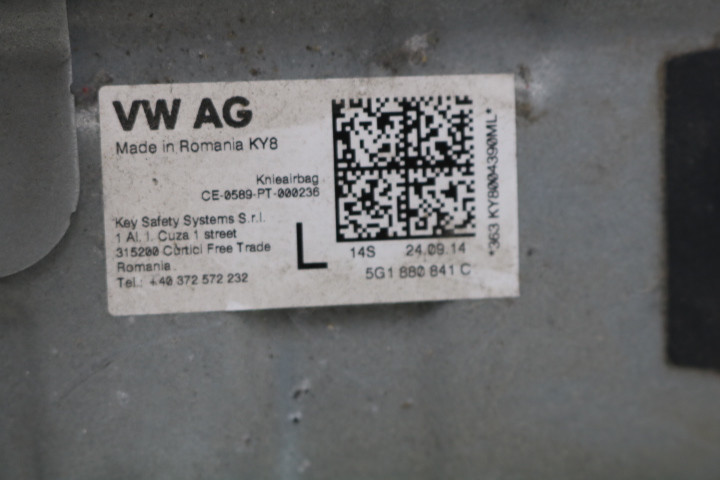 VW AG
Made in Romania KY8
Knieairbag
CE-0589-PT-000236
Key Safety Systems S.r.l.
1 Al. I. Cuza 1 street
315200 Cortici Free Trade
Romania
Tel.: +40 372 572 232
L
14S 24.09.14
5G1 880 841 C
*363 KY8004390ML*